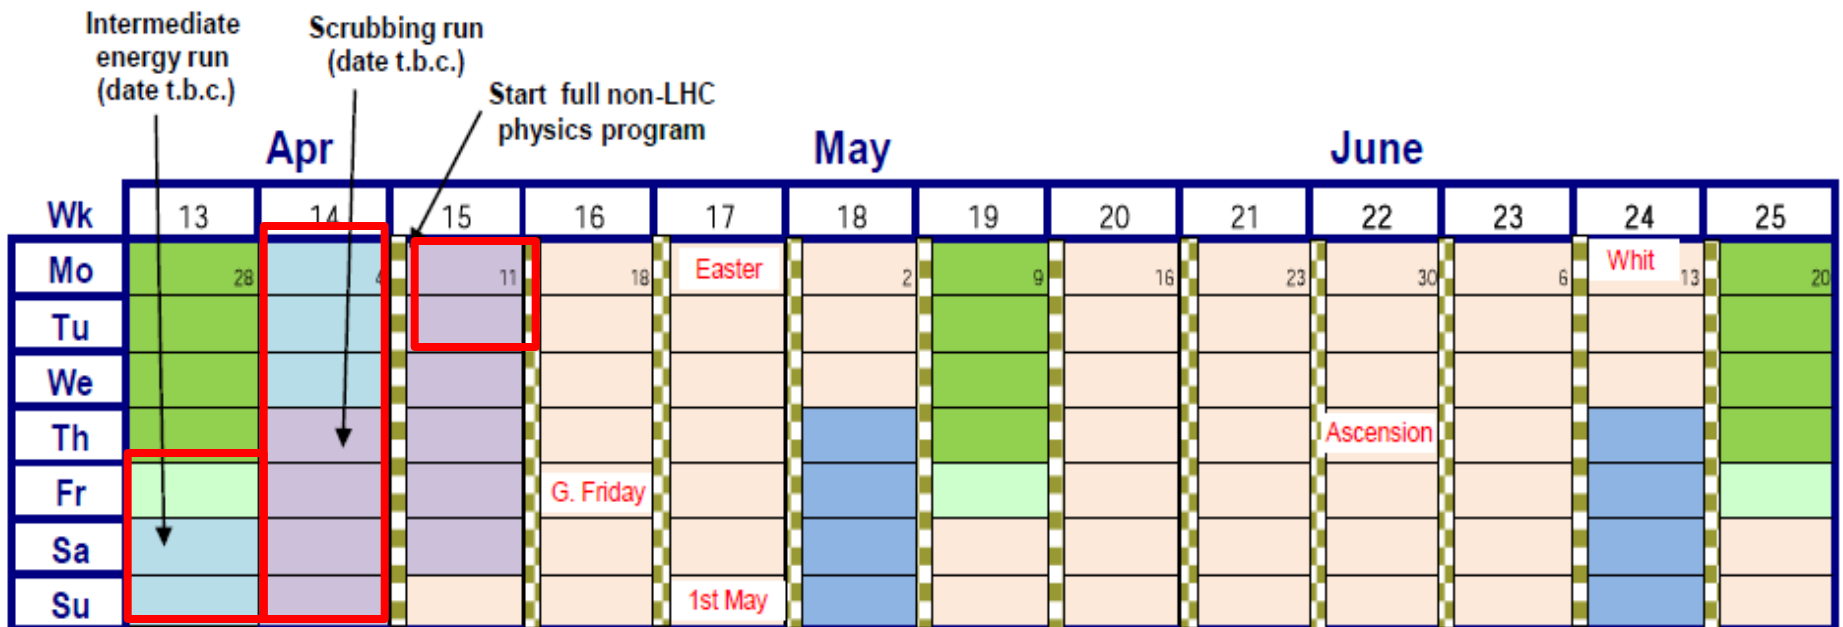 Intermediate
energy run
(date t.b.c.)
Scrubbing run
(date t.b.c.)
Start full non-LHC
physics program
Apr May June
Wk 13 14 15 16 17 18 19 20 21 22 23 24 25
Mo 28 4 11 18 Easter 2 9 16 23 30 6 Whit 13 20
Tu
We
Th Ascension
Fr G. Friday
Sa
Su 1st May